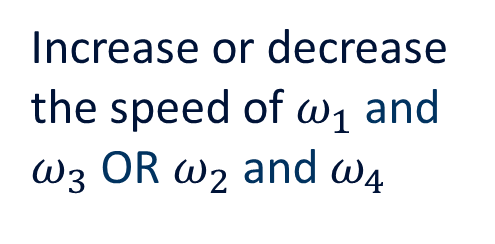 Increase or decrease
the speed of ω₁ and
ω₃ OR ω₂ and ω₄